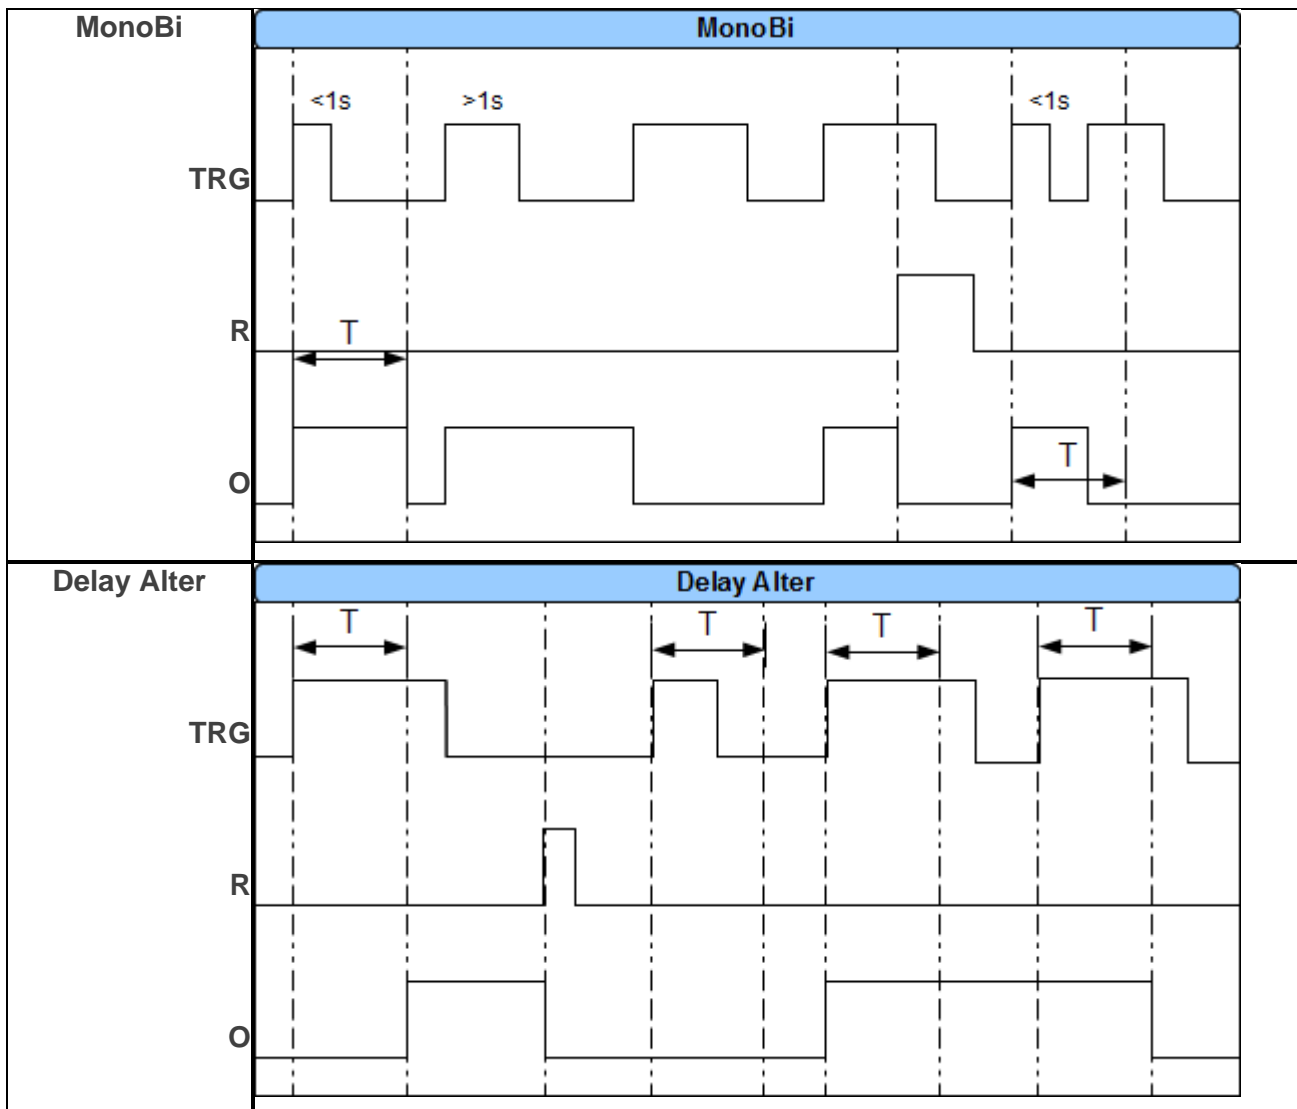 MonoBi
MonoBi
<1s >1s <1s
TRG
R
T
O
T
Delay Alter
Delay Alter
T T T T
TRG
R
O